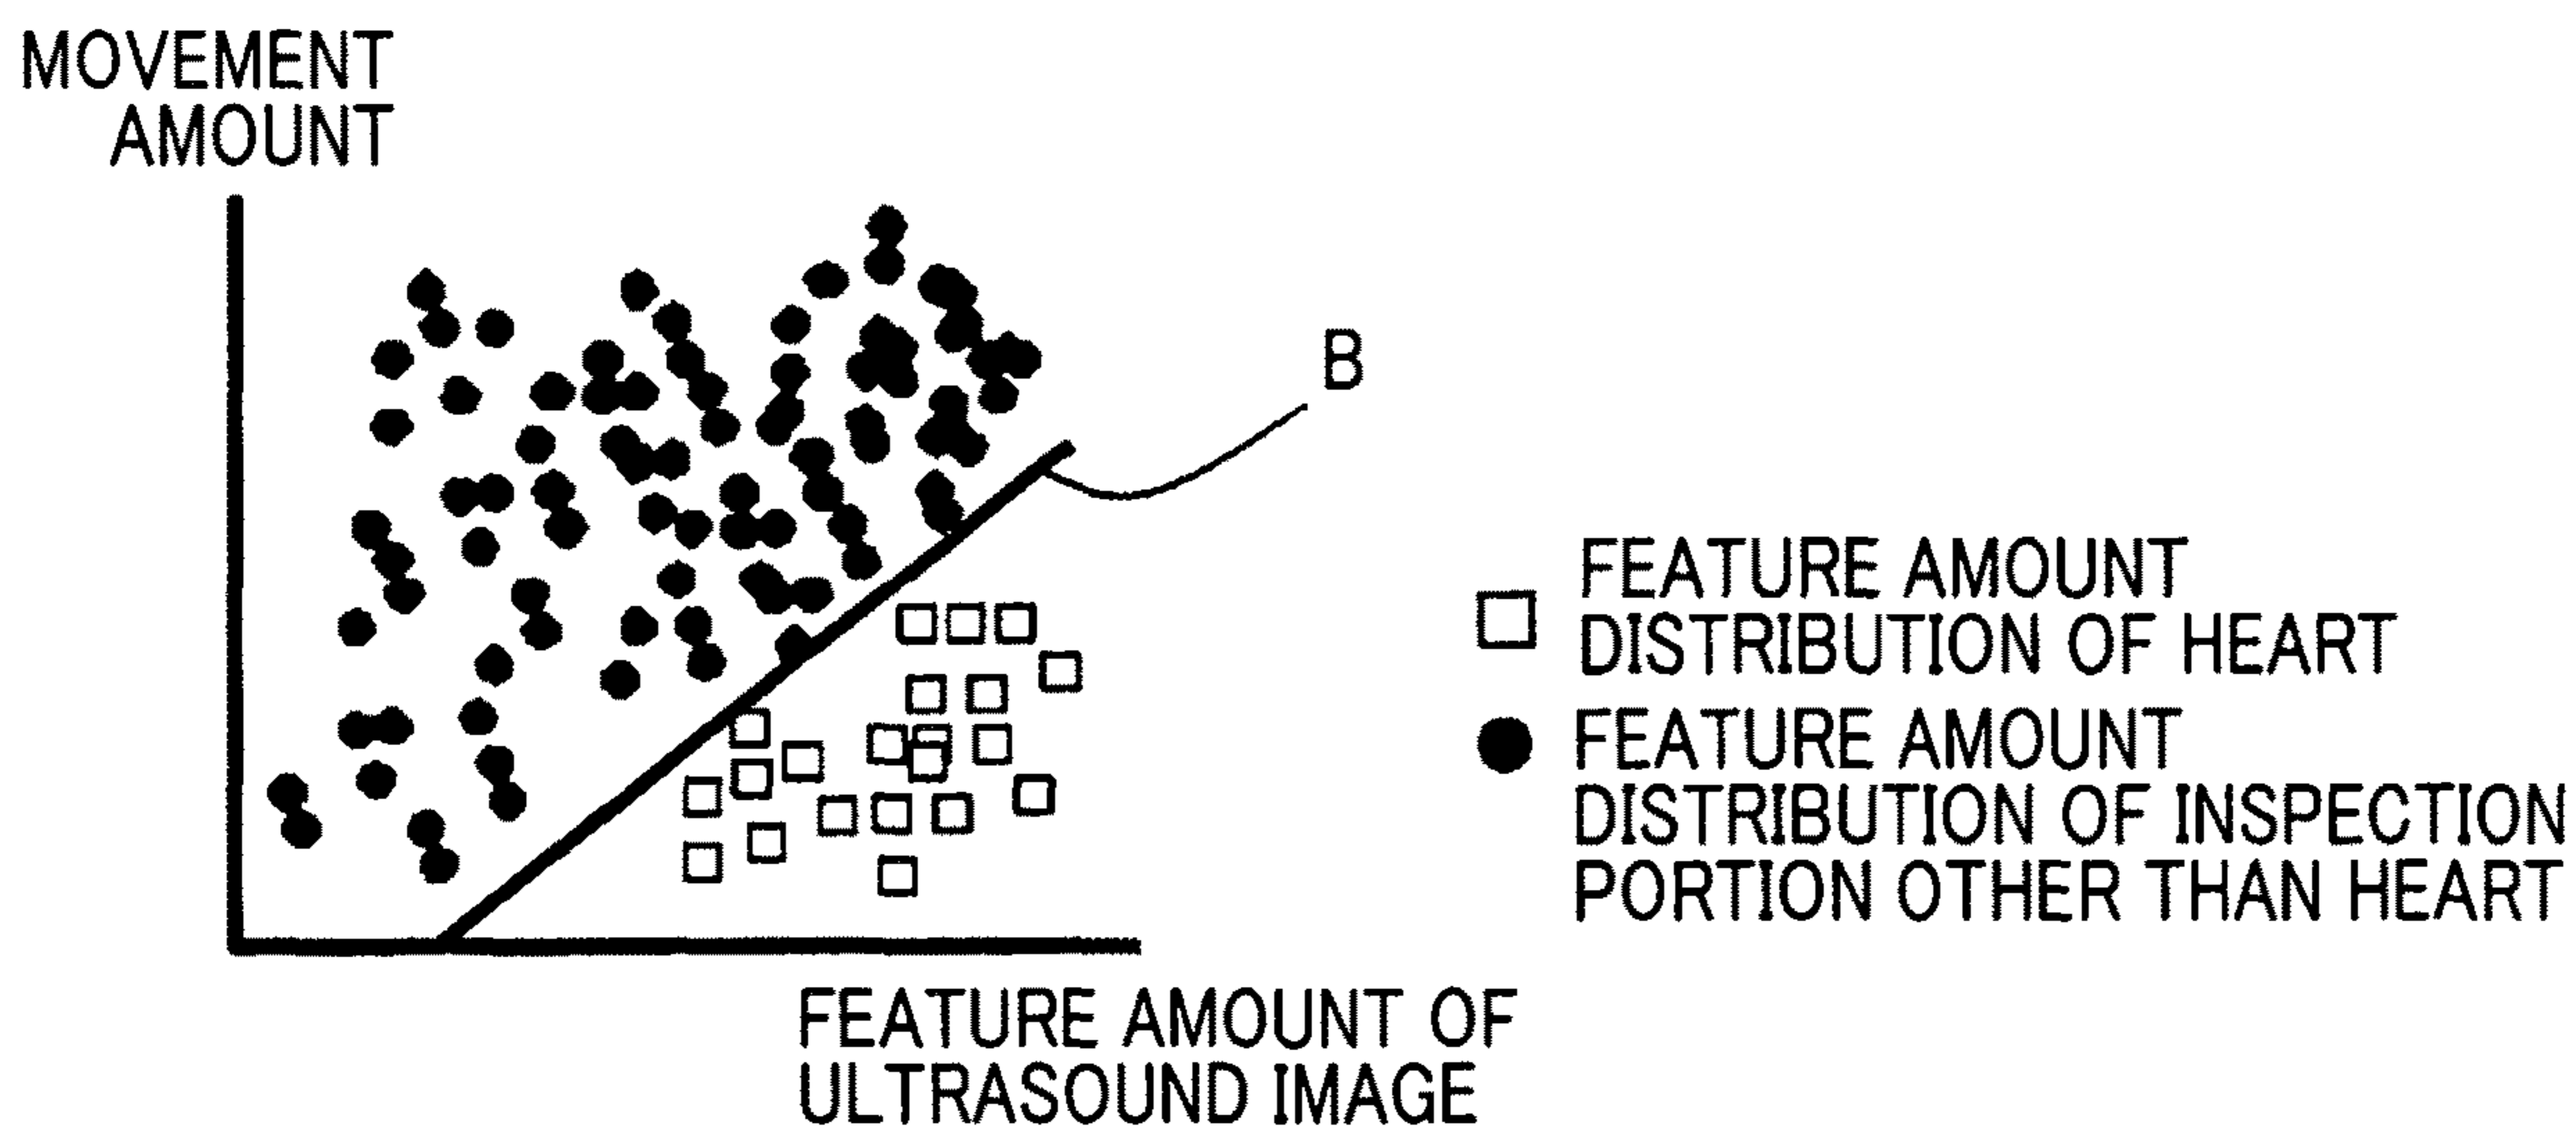 MOVEMENT
AMOUNT
B
FEATURE AMOUNT
DISTRIBUTION OF HEART
FEATURE AMOUNT
DISTRIBUTION OF INSPECTION
PORTION OTHER THAN HEART
FEATURE AMOUNT OF
ULTRASOUND IMAGE